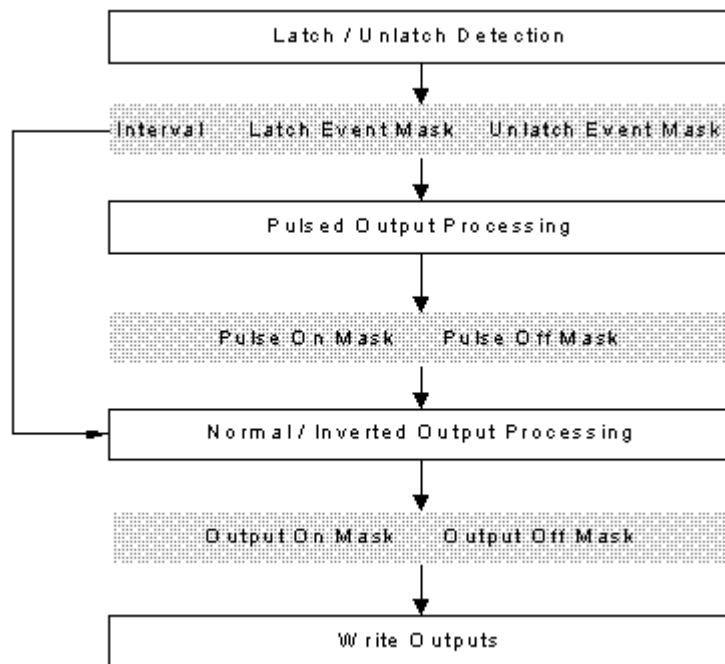 Latch / Unlatch Detection
Interval Latch Event Mask Unlatch Event Mask
Pulsed Output Processing
Pulse On Mask Pulse Off Mask
Normal / Inverted Output Processing
Output On Mask Output Off Mask
Write Outputs